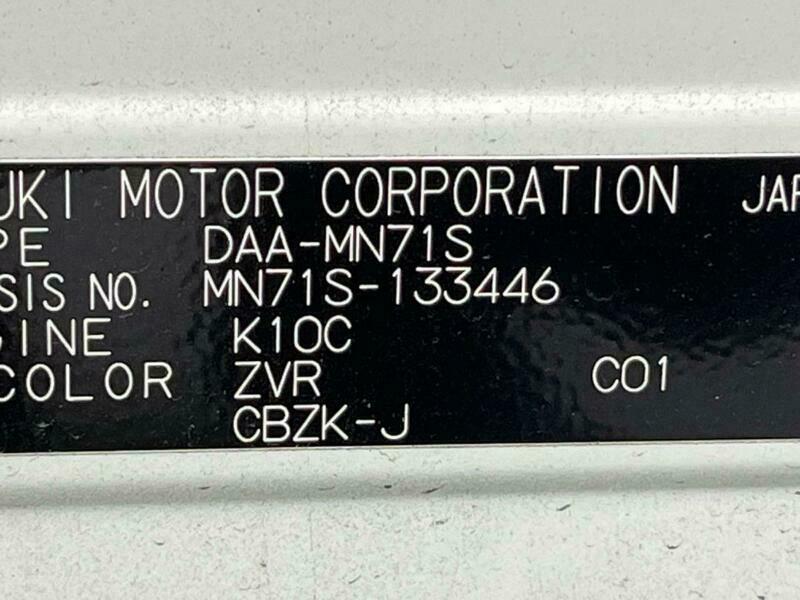 UKI MOTOR CORPORATION JAP
PE DAA-MN71S
SIS NO. MN71S-133446
GINE K10C
COLOR ZVR C01
CBZK-J